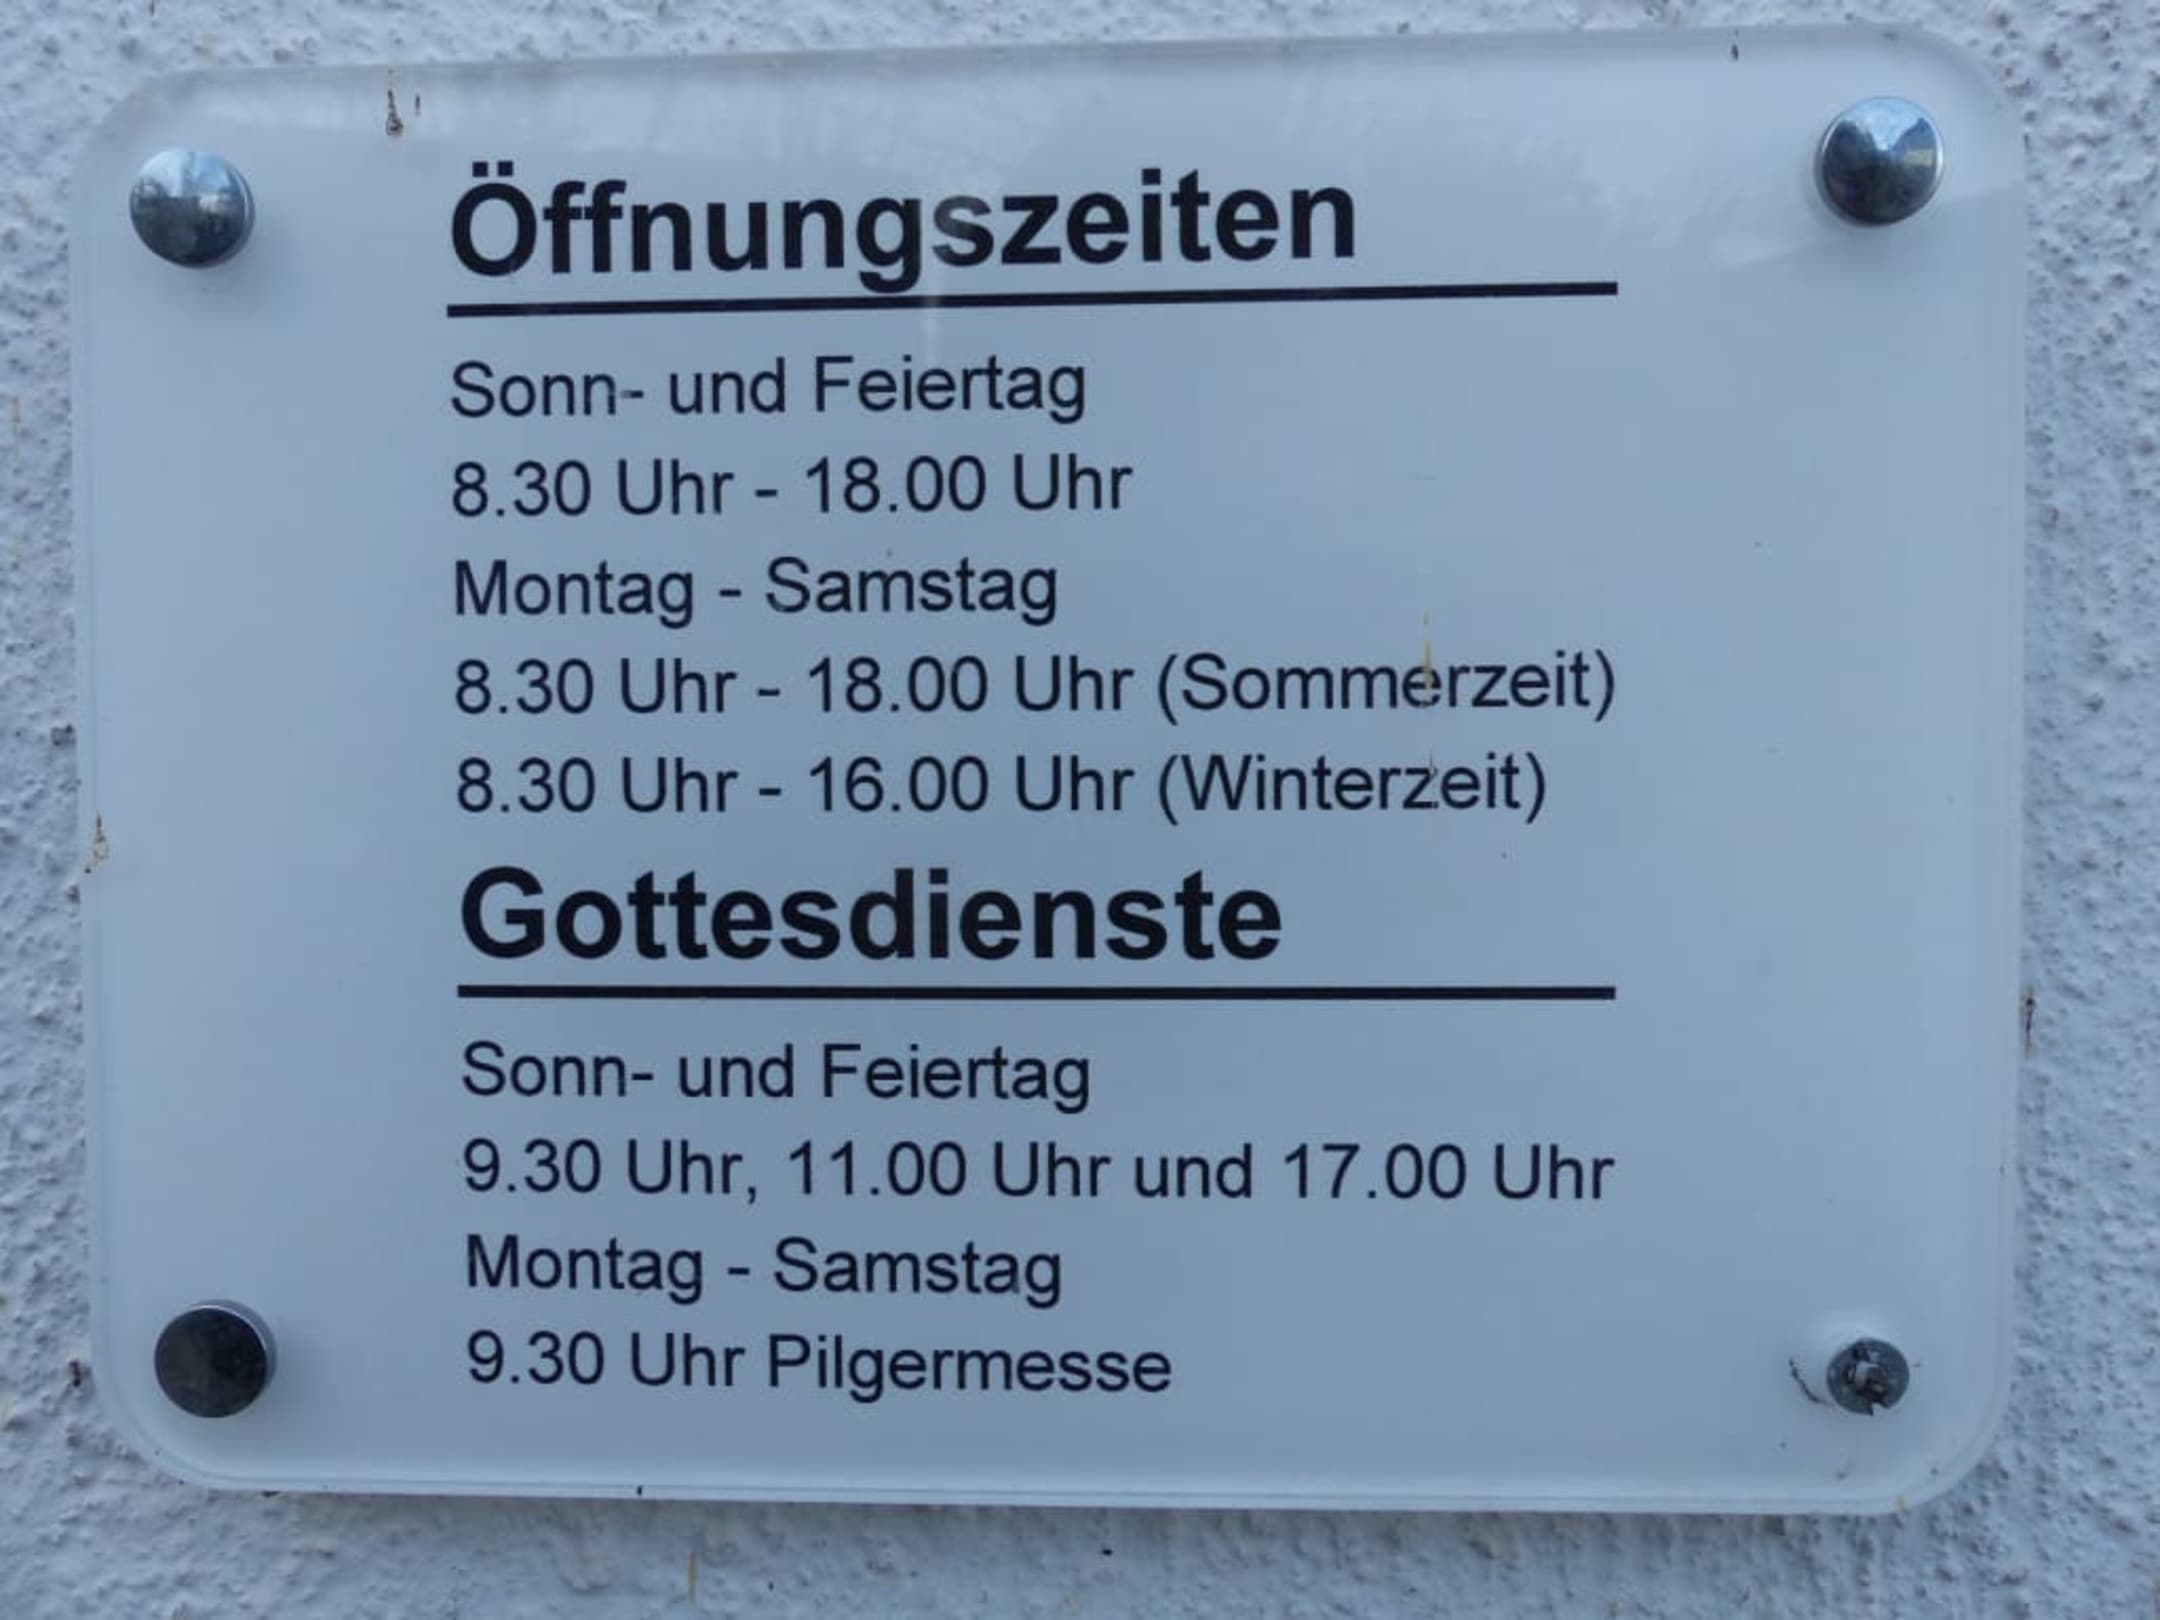 Öffnungszeiten
Sonn- und Feiertag
8.30 Uhr - 18.00 Uhr
Montag - Samstag
8.30 Uhr - 18.00 Uhr (Sommerzeit)
8.30 Uhr - 16.00 Uhr (Winterzeit)
Gottesdienste
Sonn- und Feiertag
9.30 Uhr, 11.00 Uhr und 17.00 Uhr
Montag - Samstag
9.30 Uhr Pilgermesse